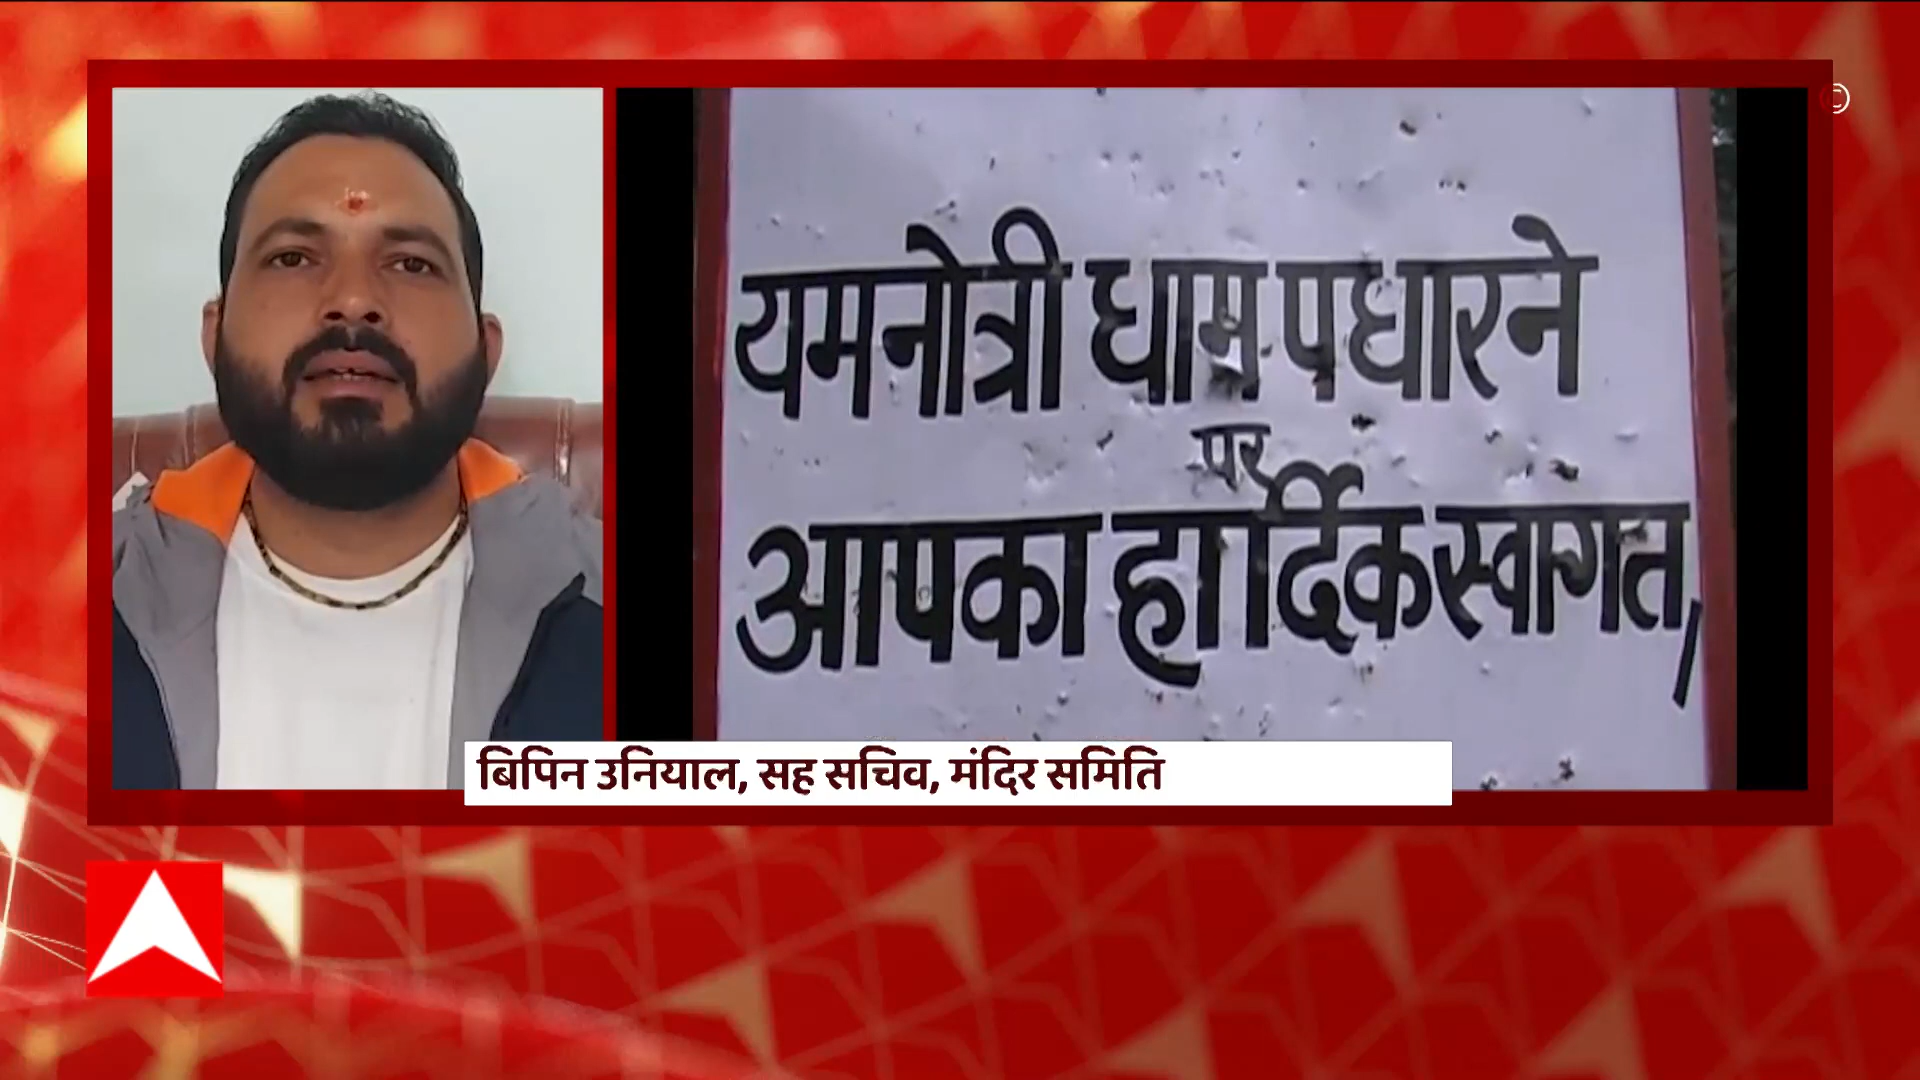 ©
यमनोत्री धाम पधारने
पर
आपका हार्दिक स्वागत,
बिपिन उनियाल, सह सचिव, मंदिर समिति